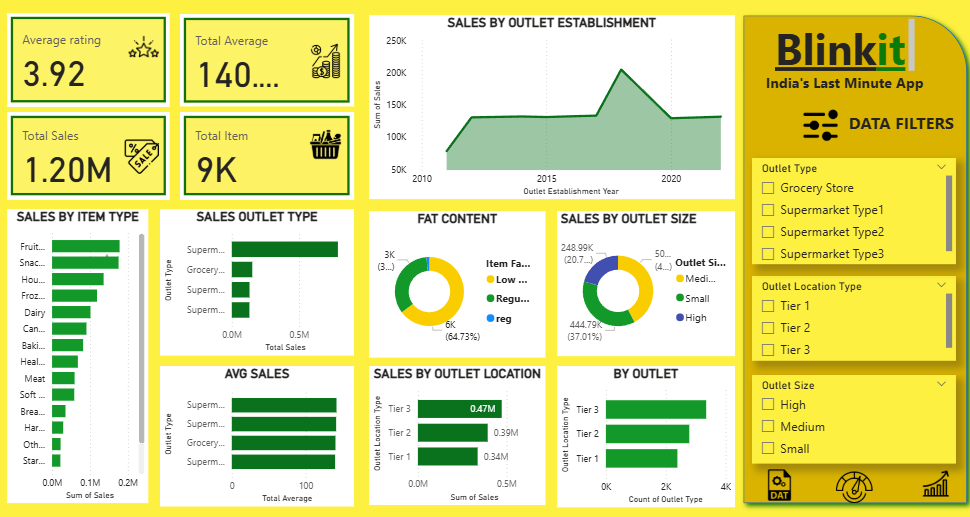 Average rating
3.92
Total Average
140....
Total Sales
1.20M
SALE
Total Item
9K
SALES BY OUTLET ESTABLISHMENT
Sum of Sales
250K
200K
150K
100K
50K
2010
2015
2020
Outlet Establishment Year
Blinkit
India's Last Minute App
DATA FILTERS
Outlet Type
Grocery Store
Supermarket Type1
Supermarket Type2
Supermarket Type3
Outlet Location Type
Tier 1
Tier 2
Tier 3
Outlet Size
High
Medium
Small
DAT
SALES BY ITEM TYPE
Fruit...
Snac...
Hou...
Froz...
Dairy
Can...
Baki...
Heal...
Meat
Soft ...
Brea...
Har...
Oth...
Star...
0.0M
0.1M
0.2M
Sum of Sales
SALES OUTLET TYPE
Outlet Type
Superm...
Grocery...
Superm...
Superm...
0.0M
0.5M
Total Sales
FAT CONTENT
3K
(3...)
6K
(64.73%)
Item Fa...
Low ...
Regu...
reg
SALES BY OUTLET SIZE
248.99K
(20.7...)
50...
(4...)
444.79K
(37.01%)
Outlet Si...
Medi...
Small
High
AVG SALES
Outlet Type
Superm...
Superm...
Grocery...
Superm...
0
100
Total Average
SALES BY OUTLET LOCATION
Outlet Location Type
Tier 3
0.47M
Tier 2
0.39M
Tier 1
0.34M
0.0M
0.5M
Sum of Sales
BY OUTLET
Outlet Location Type
Tier 3
Tier 2
Tier 1
0K
2K
4K
Count of Outlet Type